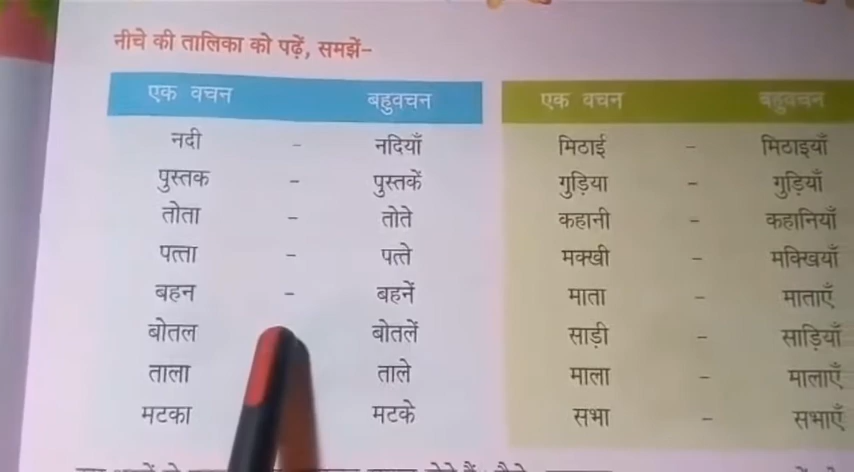 नीचे की तालिका को पढ़ें, समझें–
एक वचन बहुवचन एक वचन बहुवचन
नदी – नदियाँ मिठाई – मिठाइयाँ
पुस्तक – पुस्तकें गुड़िया – गुड़ियाँ
तोता – तोते कहानी – कहानियाँ
पत्ता – पत्ते मक्खी – मक्खियाँ
बहन – बहनें माता – माताएँ
बोतल बोतलें साड़ी – साड़ियाँ
ताला ताले माला – मालाएँ
मटका मटके सभा – सभाएँ